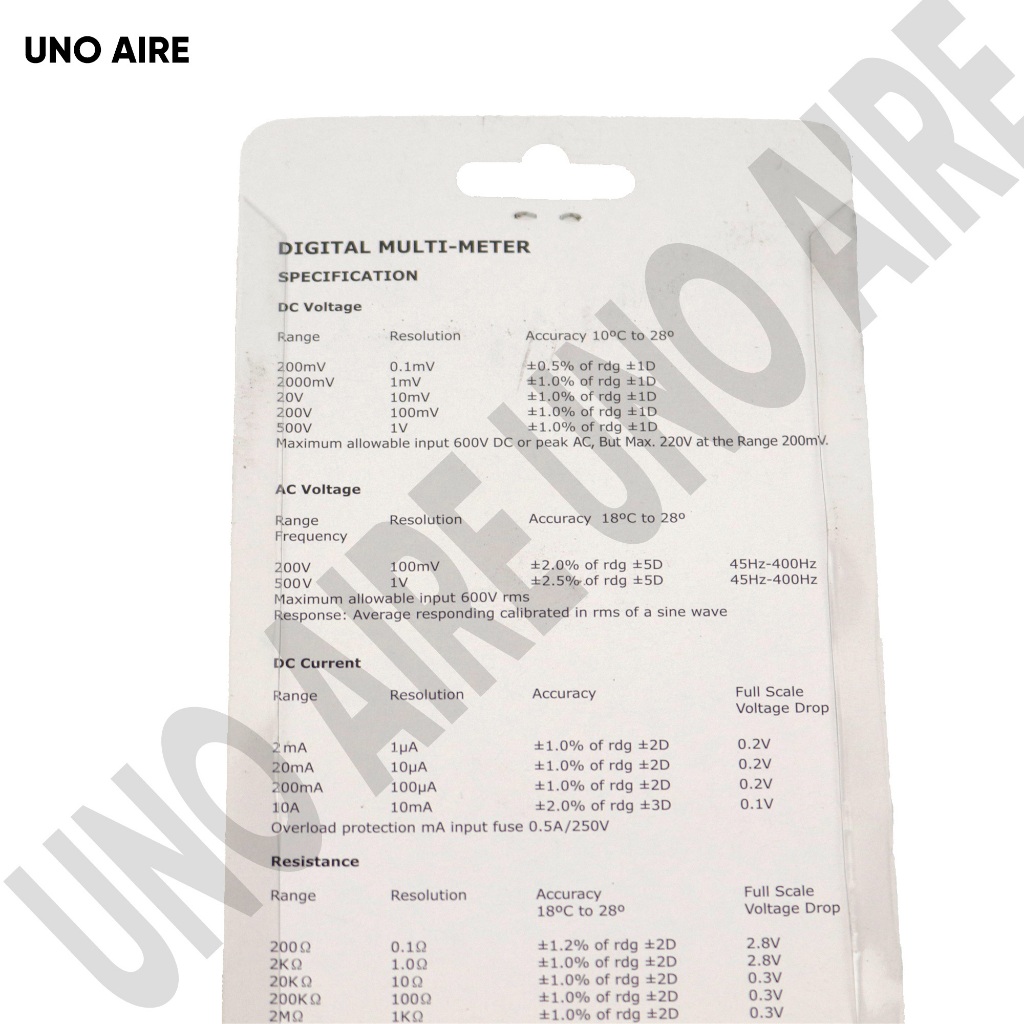 UNO AIRE
UNO AIRE UNO AIRE UNO AIRE
DIGITAL MULTI-METER
SPECIFICATION
DC Voltage
Range Resolution Accuracy 10ºC to 28º
200mV 0.1mV ±0.5% of rdg ±1D
2000mV 1mV ±1.0% of rdg ±1D
20V 10mV ±1.0% of rdg ±1D
200V 100mV ±1.0% of rdg ±1D
500V 1V ±1.0% of rdg ±1D
Maximum allowable input 600V DC or peak AC, But Max. 220V at the Range 200mV.
AC Voltage
Range Resolution Accuracy 18ºC to 28º
Frequency
200V 100mV ±2.0% of rdg ±5D 45Hz-400Hz
500V 1V ±2.5% of rdg ±5D 45Hz-400Hz
Maximum allowable input 600V rms
Response: Average responding calibrated in rms of a sine wave
DC Current
Range Resolution Accuracy Full Scale
Voltage Drop
2mA 1µA ±1.0% of rdg ±2D 0.2V
20mA 10µA ±1.0% of rdg ±2D 0.2V
200mA 100µA ±1.0% of rdg ±2D 0.2V
10A 10mA ±2.0% of rdg ±3D 0.1V
Overload protection mA input fuse 0.5A/250V
Resistance
Range Resolution Accuracy Full Scale
18ºC to 28º Voltage Drop
200Ω 0.1Ω ±1.2% of rdg ±2D 2.8V
2KΩ 1.0Ω ±1.0% of rdg ±2D 2.8V
20KΩ 10Ω ±1.0% of rdg ±2D 0.3V
200KΩ 100Ω ±1.0% of rdg ±2D 0.3V
2MΩ 1KΩ ±1.0% of rdg ±2D 0.3V